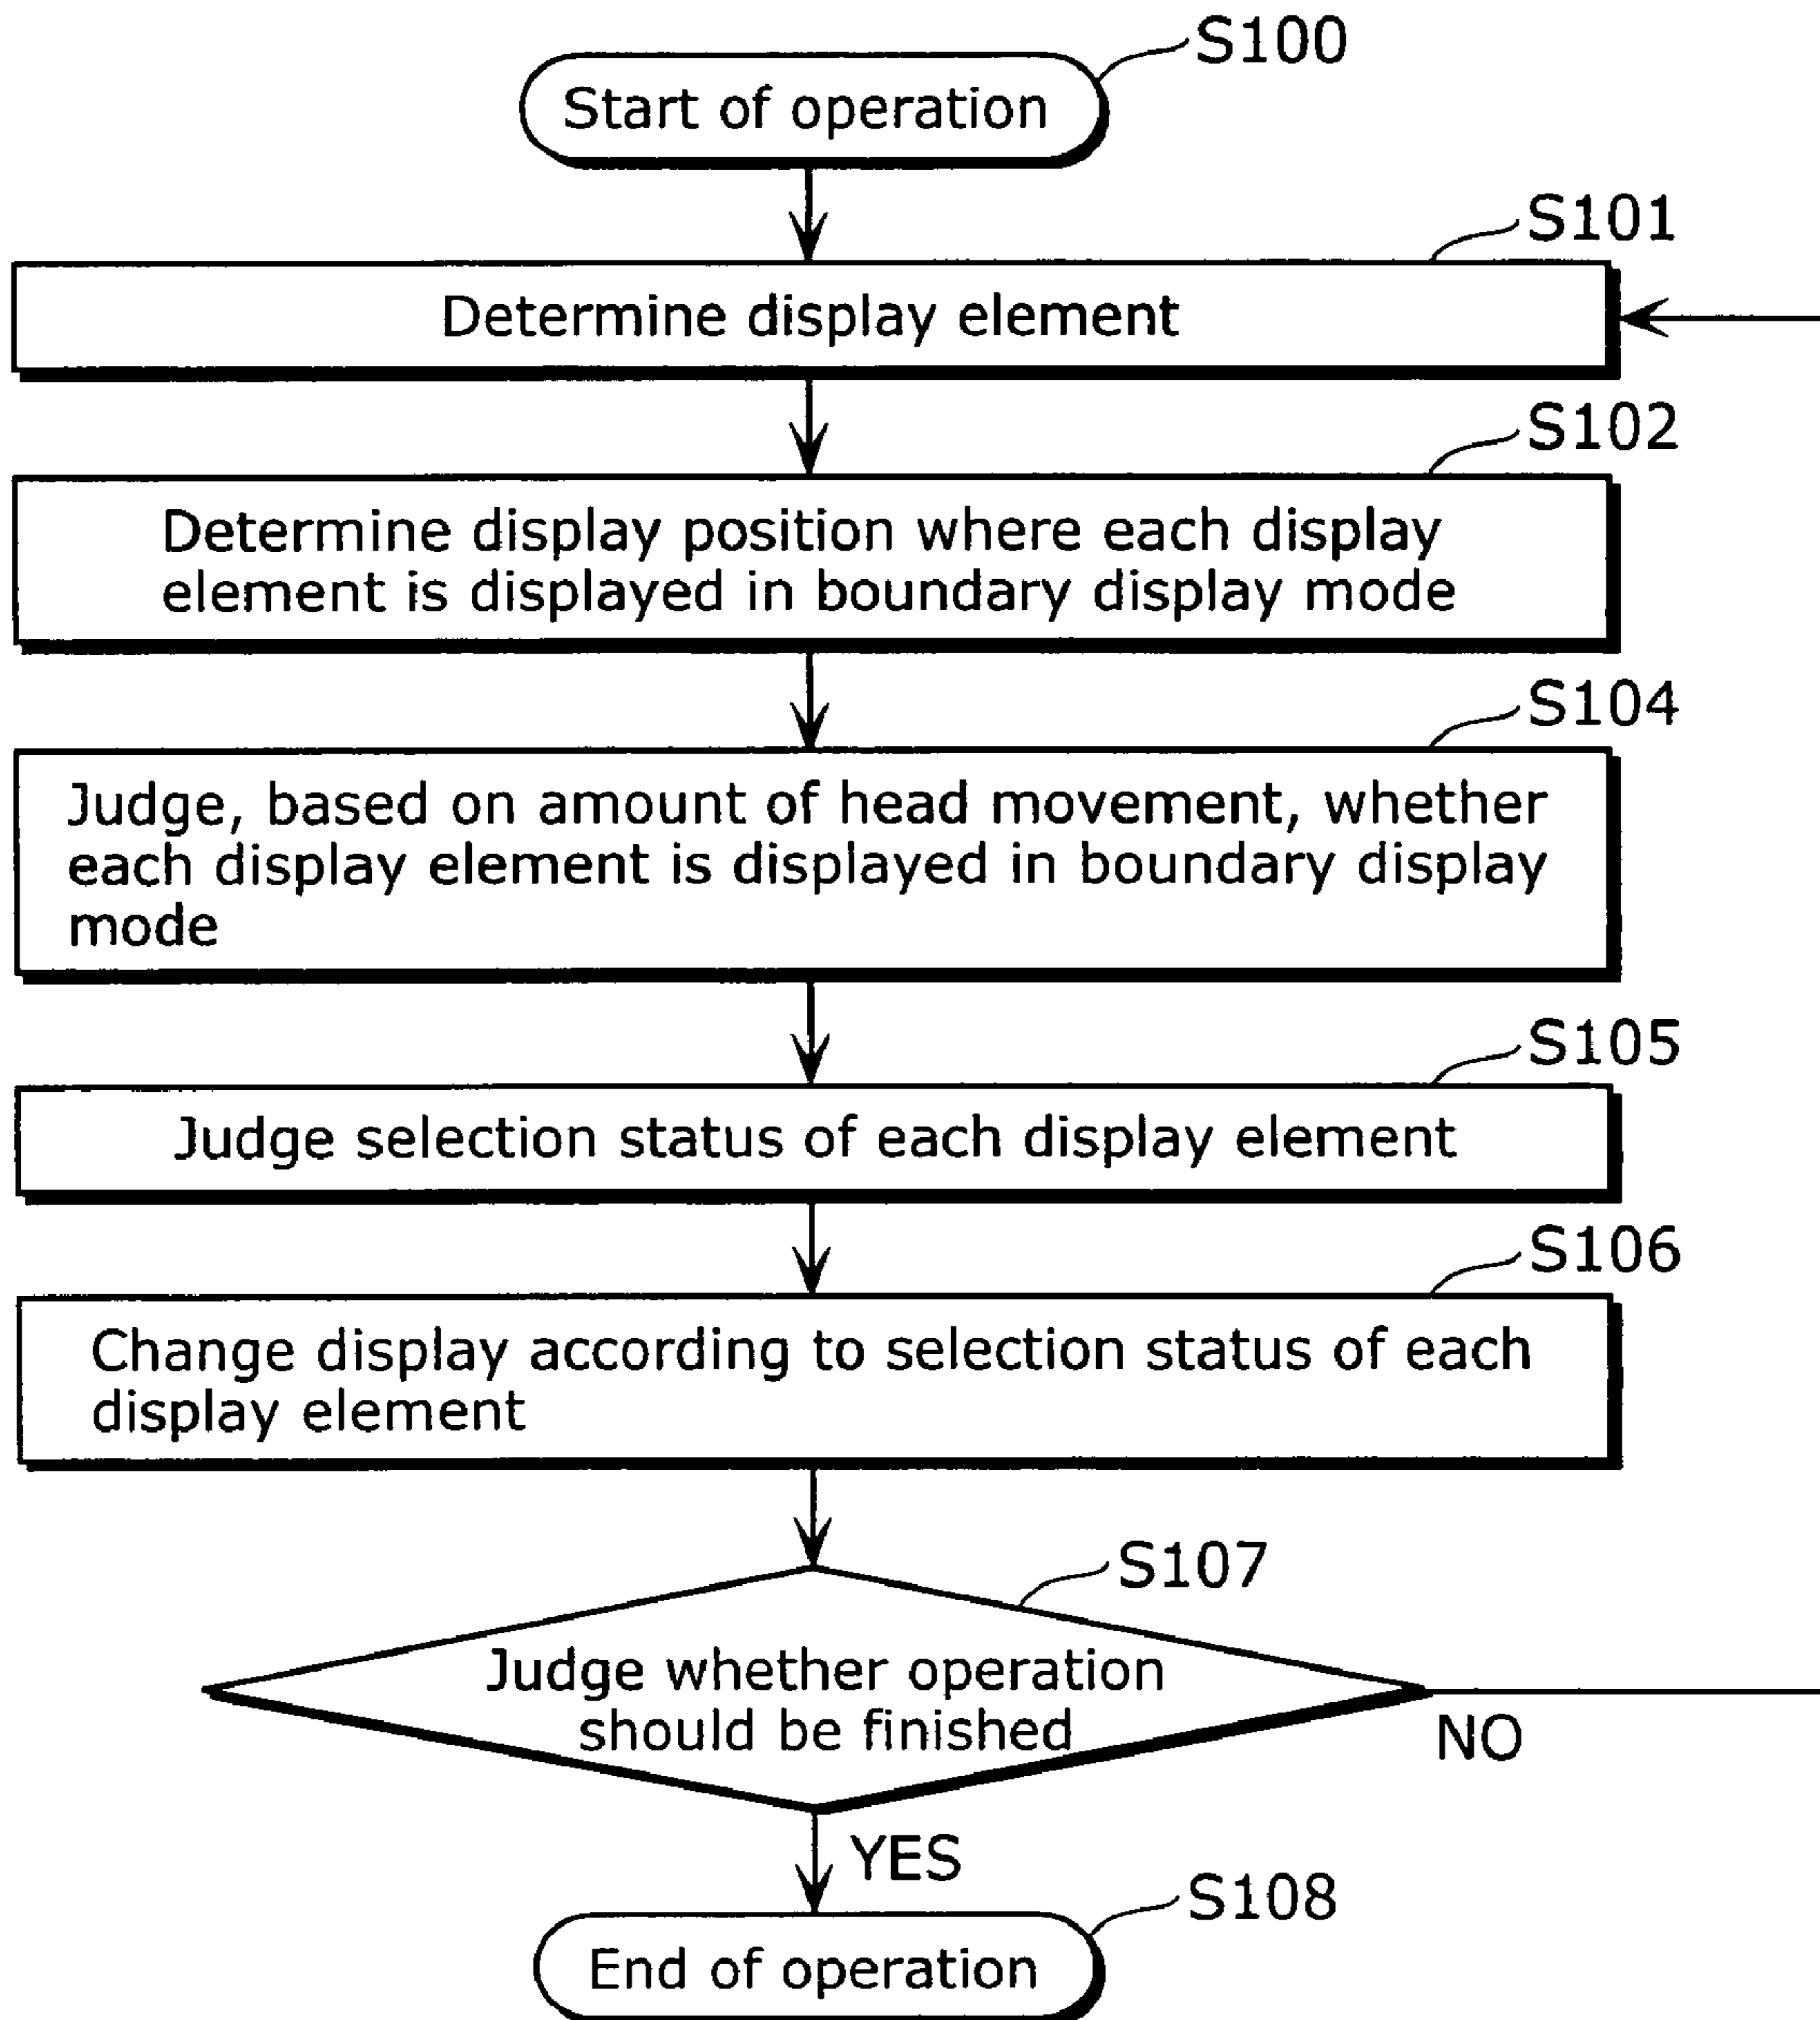 S100
Start of operation
S101
Determine display element
S102
Determine display position where each display
element is displayed in boundary display mode
S104
Judge, based on amount of head movement, whether
each display element is displayed in boundary display
mode
S105
Judge selection status of each display element
S106
Change display according to selection status of each
display element
S107
Judge whether operation
should be finished
NO
YES
S108
End of operation